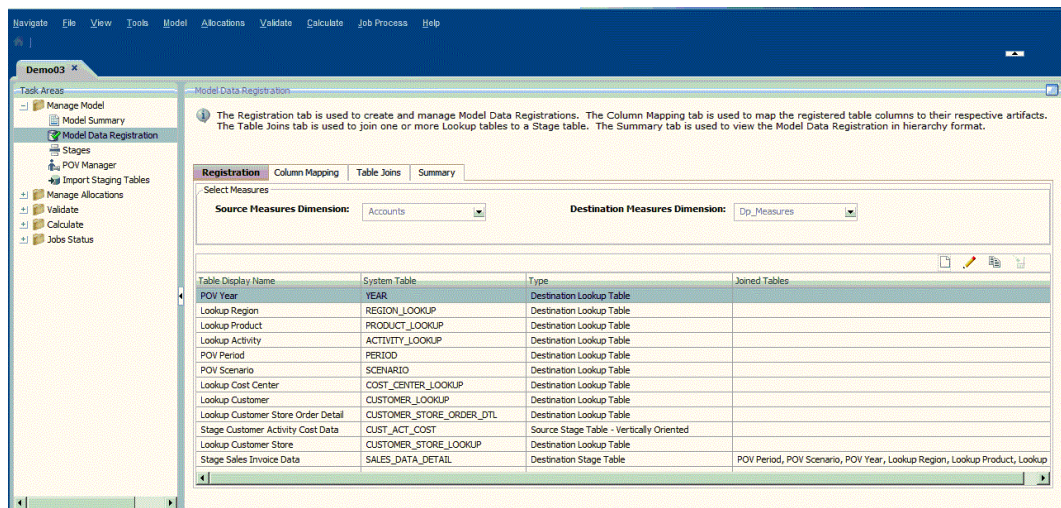 Navigate File View Tools Model Allocations Validate Calculate Job Process Help
Demo03 ×
Task Areas
Manage Model
Model Summary
Model Data Registration
Stages
POV Manager
Import Staging Tables
Manage Allocations
Validate
Calculate
Jobs Status
Model Data Registration
The Registration tab is used to create and manage Model Data Registrations. The Column Mapping tab is used to map the registered table columns to their respective artifacts.
The Table Joins tab is used to join one or more Lookup tables to a Stage table. The Summary tab is used to view the Model Data Registration in hierarchy format.
Registration Column Mapping Table Joins Summary
Select Measures
Source Measures Dimension: Accounts Destination Measures Dimension: Dp_Measures
Table Display Name System Table Type Joined Tables
POV Year YEAR Destination Lookup Table
Lookup Region REGION_LOOKUP Destination Lookup Table
Lookup Product PRODUCT_LOOKUP Destination Lookup Table
Lookup Activity ACTIVITY_LOOKUP Destination Lookup Table
POV Period PERIOD Destination Lookup Table
POV Scenario SCENARIO Destination Lookup Table
Lookup Cost Center COST_CENTER_LOOKUP Destination Lookup Table
Lookup Customer CUSTOMER_LOOKUP Destination Lookup Table
Lookup Customer Store Order Detail CUSTOMER_STORE_ORDER_DTL Destination Lookup Table
Stage Customer Activity Cost Data CUST_ACT_COST Source Stage Table - Vertically Oriented
Lookup Customer Store CUSTOMER_STORE_LOOKUP Destination Lookup Table
Stage Sales Invoice Data SALES_DATA_DETAIL Destination Stage Table POV Period, POV Scenario, POV Year, Lookup Region, Lookup Product, Lookup